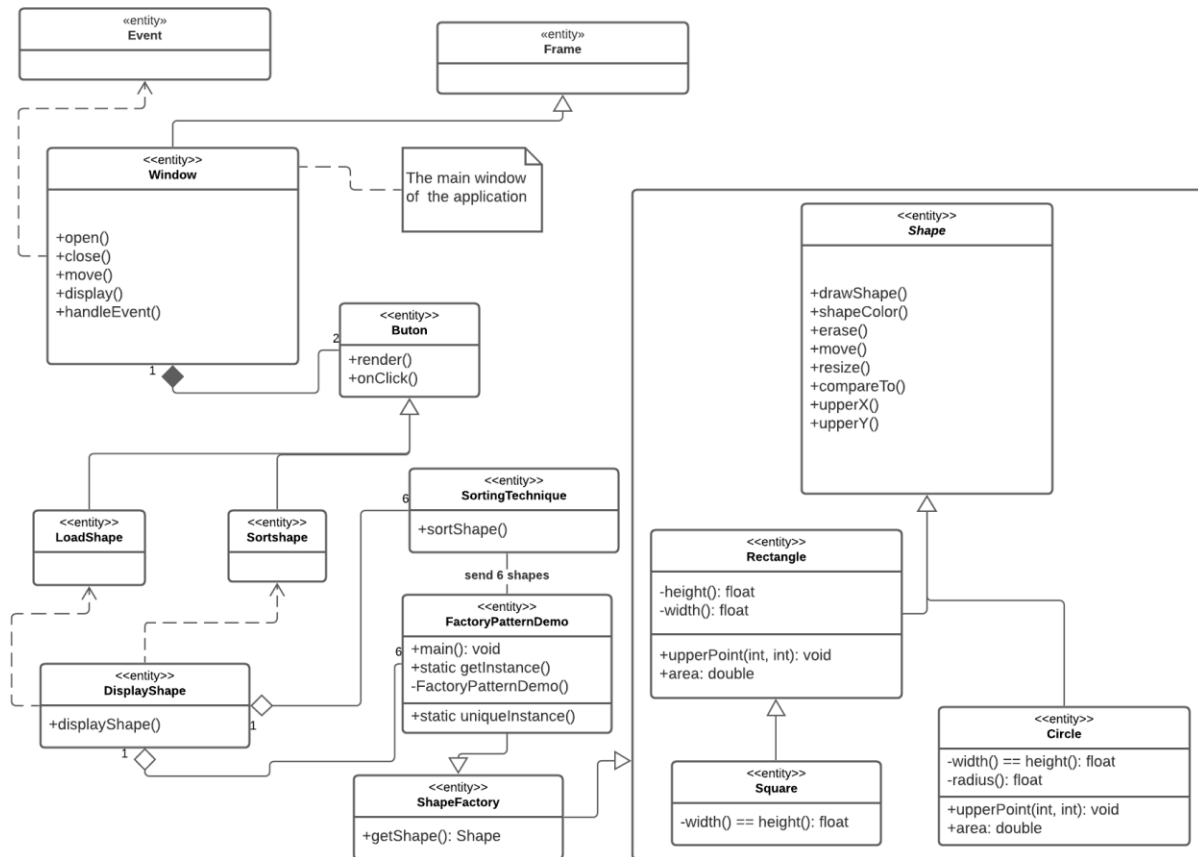 «entity»
Event
«entity»
Frame
<<entity>>
Window
+open()
+close()
+move()
+display()
+handleEvent()
The main window
of the application
<<entity>>
Shape
+drawShape()
+shapeColor()
+erase()
+move()
+resize()
+compareTo()
+upperX()
+upperY()
<<entity>>
Buton
+render()
+onClick()
2
1
<<entity>>
LoadShape
<<entity>>
Sortshape
<<entity>>
SortingTechnique
+sortShape()
6
send 6 shapes
<<entity>>
FactoryPatternDemo
+main(): void
+static getInstance()
-FactoryPatternDemo()
+static uniqueInstance()
6
<<entity>>
DisplayShape
+displayShape()
1
1
<<entity>>
ShapeFactory
+getShape(): Shape
<<entity>>
Rectangle
-height(): float
-width(): float
+upperPoint(int, int): void
+area: double
<<entity>>
Square
-width() == height(): float
<<entity>>
Circle
-width() == height(): float
-radius(): float
+upperPoint(int, int): void
+area: double